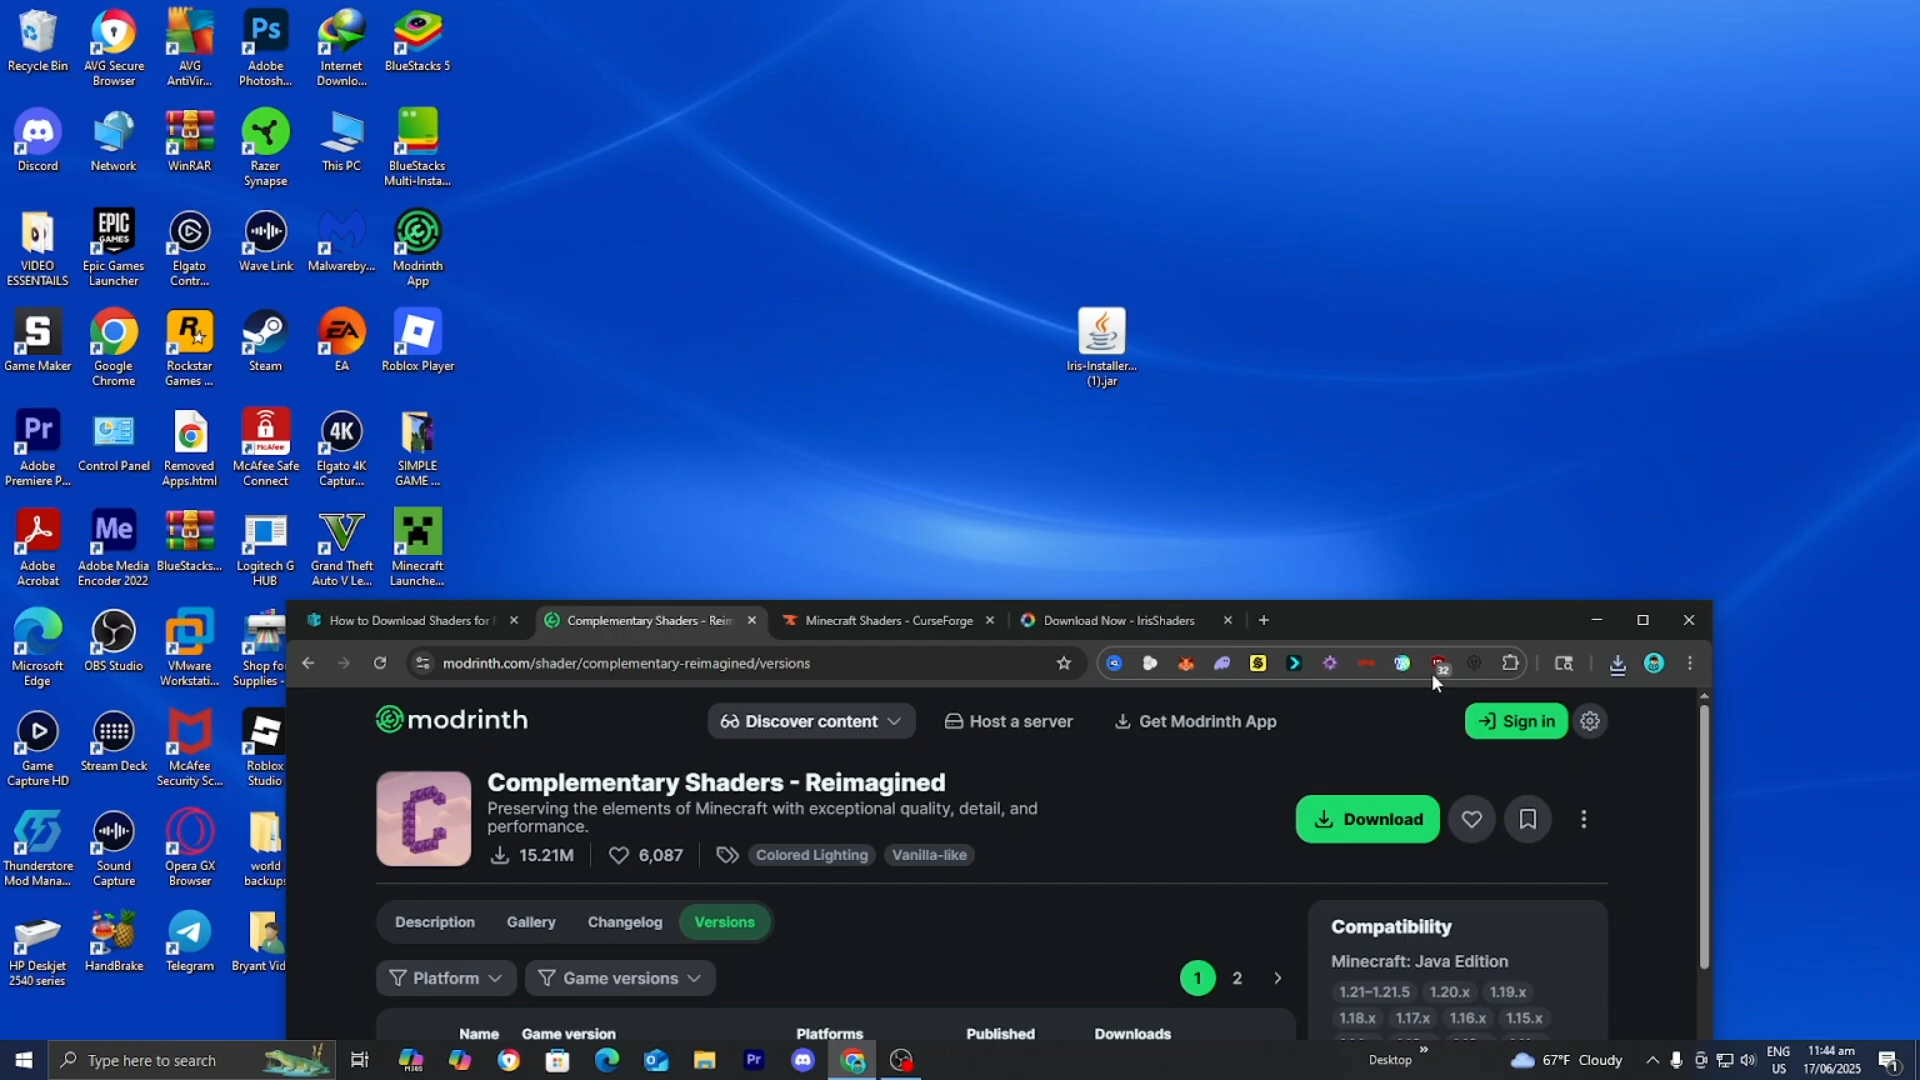 Recycle Bin
AVG Secure
Browser
AVG
AntiVir...
Adobe
Photosh...
Internet
Downlo...
BlueStacks 5
Discord
Network
WinRAR
Razer
Synapse
This PC
BlueStacks
Multi-Insta...
VIDEO
ESSENTAILS
Epic Games
Launcher
Elgato
Contr...
Wave Link
Malwareby...
Modrinth
App
Game Maker
Google
Chrome
Rockstar
Games ...
Steam
EA
Roblox Player
Iris-Installer...
(1).jar
Adobe
Premiere P...
Control Panel
Removed
Apps.html
McAfee Safe
Connect
Elgato 4K
Captur...
SIMPLE
GAME ...
Adobe
Acrobat
Adobe Media
Encoder 2022
BlueStacks...
Logitech G
HUB
Grand Theft
Auto V Le...
Minecraft
Launche...
Microsoft
Edge
OBS Studio
VMware
Workstati...
Shop for
Supplies -
Game
Capture HD
Stream Deck
McAfee
Security Sc...
Roblox
Studio
Thunderstore
Mod Mana...
Sound
Capture
Opera GX
Browser
world
backups
HP Deskjet
2540 series
HandBrake
Telegram
Bryant Vid
How to Download Shaders for
Complementary Shaders - Reim
Minecraft Shaders - CurseForge
Download Now - IrisShaders
modrinth.com/shader/complementary-reimagined/versions
32
modrinth
Discover content
Host a server
Get Modrinth App
Sign in
Complementary Shaders - Reimagined
Preserving the elements of Minecraft with exceptional quality, detail, and
performance.
15.21M
6,087
Colored Lighting
Vanilla-like
Download
Description
Gallery
Changelog
Versions
Platform
Game versions
1
2
Name
Game version
Platforms
Published
Downloads
Compatibility
Minecraft: Java Edition
1.21–1.21.5
1.20.x
1.19.x
1.18.x
1.17.x
1.16.x
1.15.x
Type here to search
Desktop
67°F Cloudy
ENG
US
11:44 am
17/06/2025
1